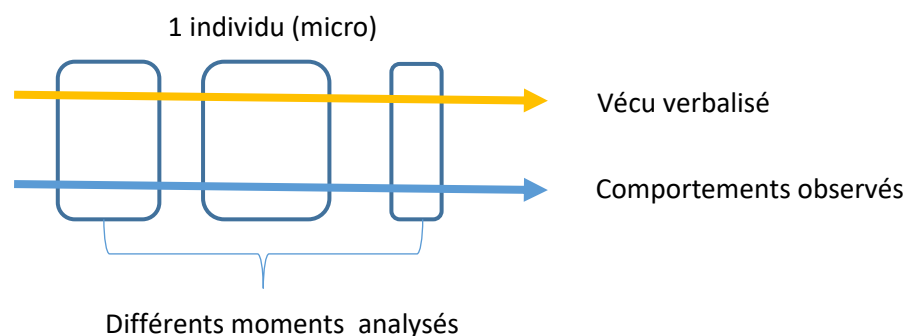 1 individu (micro)
Vécu verbalisé
Comportements observés
Différents moments analysés